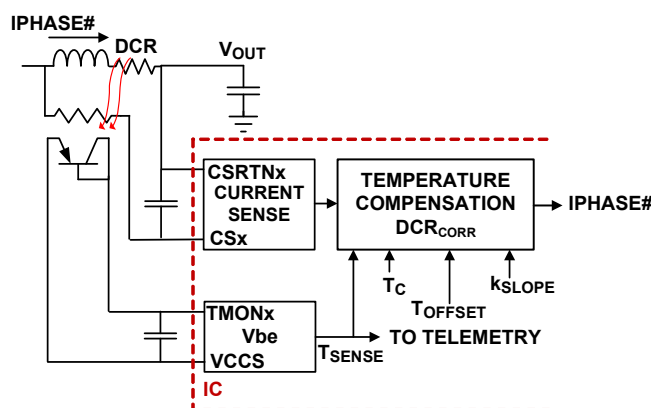 IPHASE#
DCR
VOUT
CSRTNx
CURRENT
SENSE
CSx
TEMPERATURE
COMPENSATION
DCRCORR
IPHASE#
TC
TOFFSET
kSLOPE
TMONx
Vbe
VCCS
TSENSE
TO TELEMETRY
IC